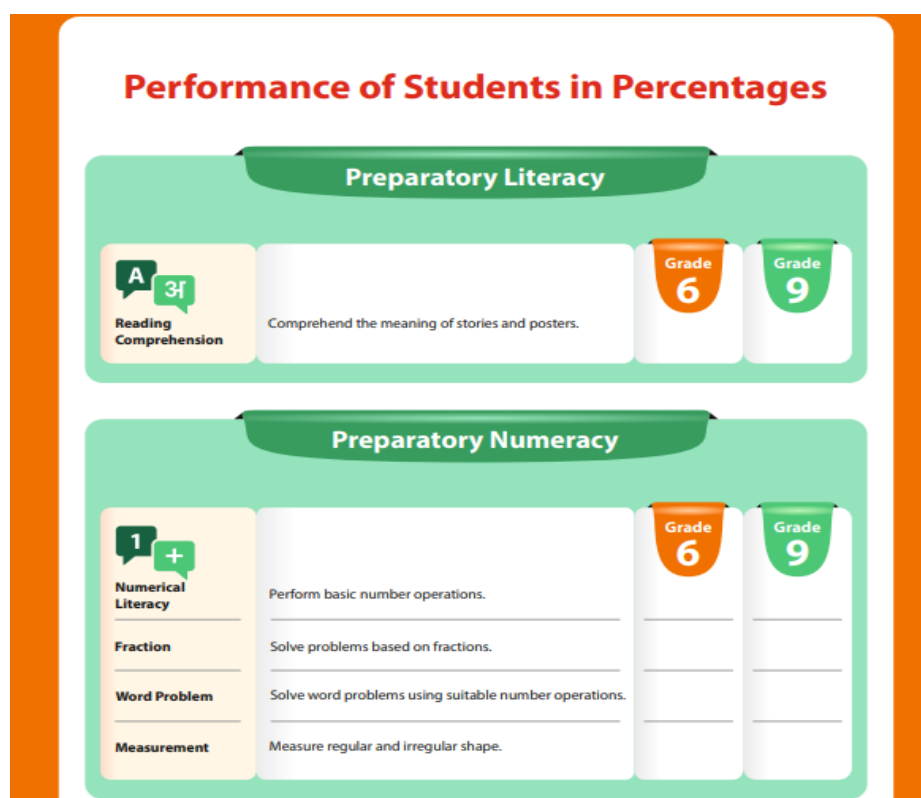 Performance of Students in Percentages
Preparatory Literacy
A अ
Grade
6
Grade
9
Reading
Comprehension
Comprehend the meaning of stories and posters.
Preparatory Numeracy
1 +
Grade
6
Grade
9
Numerical
Literacy
Perform basic number operations.
Fraction
Solve problems based on fractions.
Word Problem
Solve word problems using suitable number operations.
Measurement
Measure regular and irregular shape.